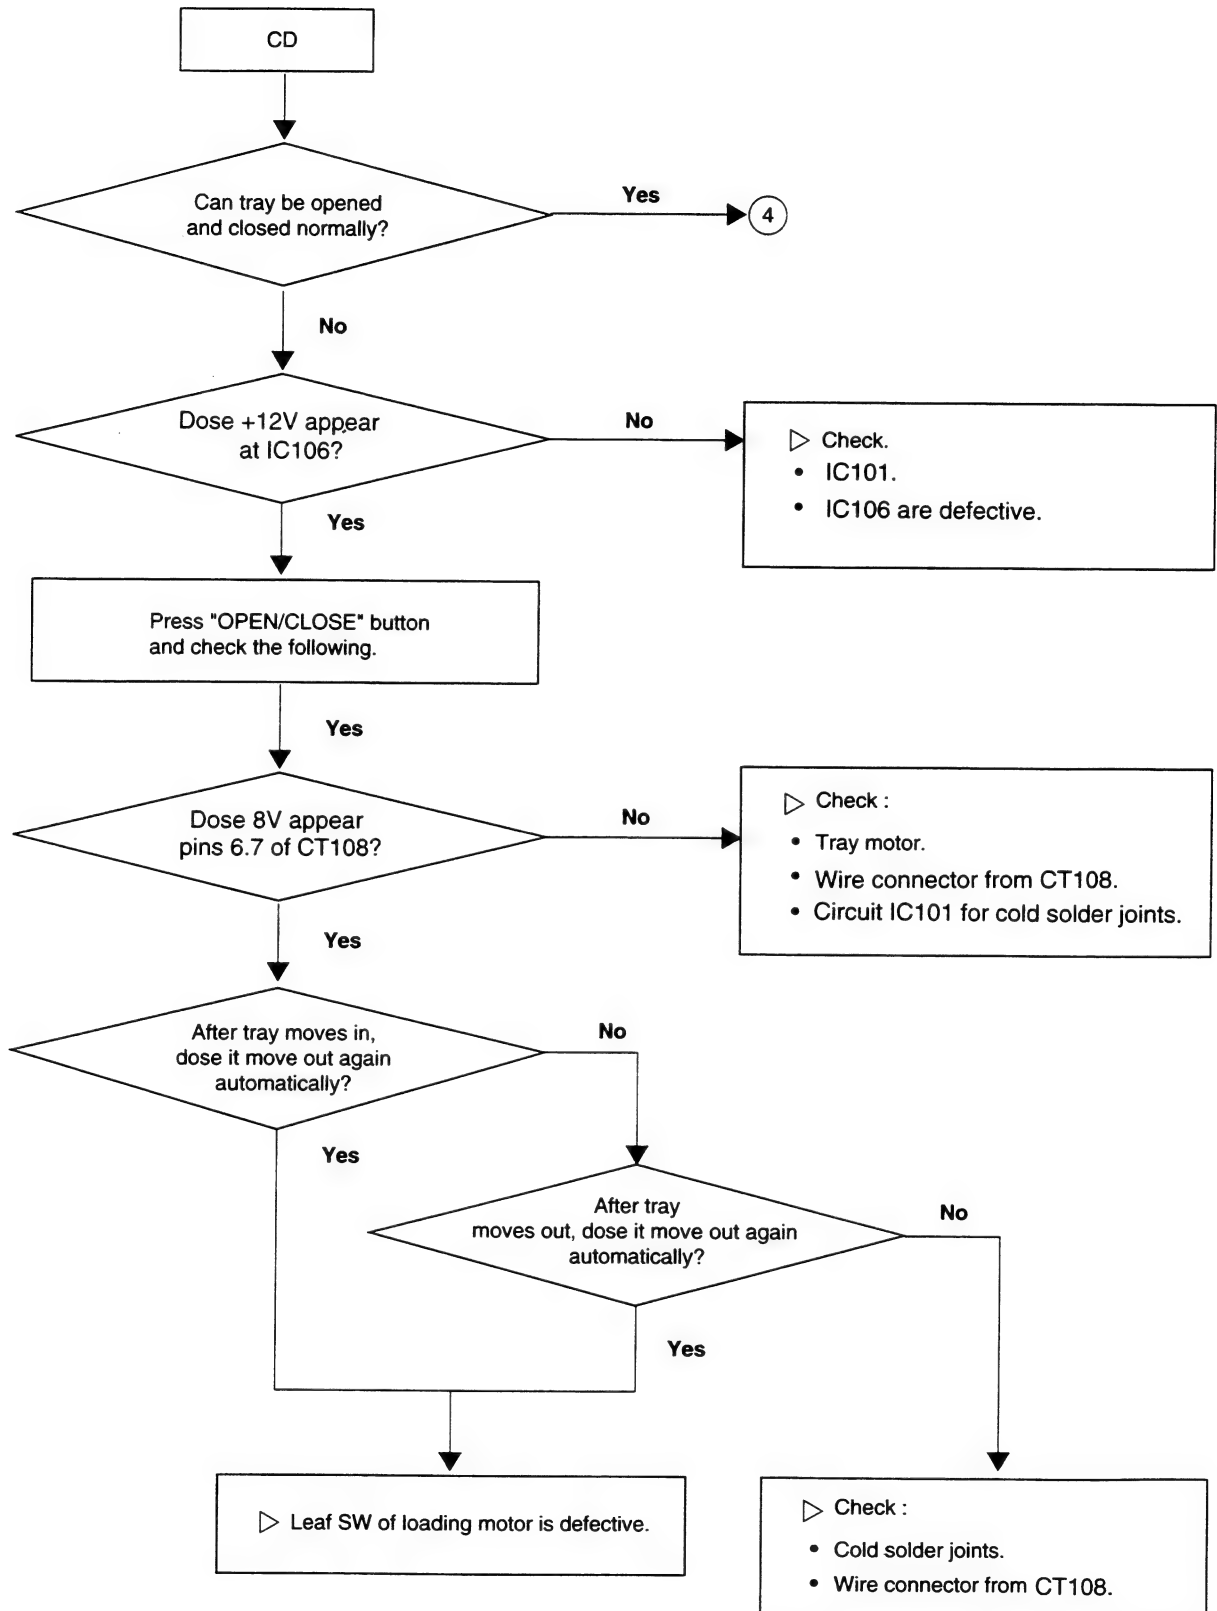 CD
Can tray be opened
and closed normally?
Yes
4
No
Dose +12V appear
at IC106?
No
▷ Check.
• IC101.
• IC106 are defective.
Yes
Press "OPEN/CLOSE" button
and check the following.
Yes
Dose 8V appear
pins 6.7 of CT108?
No
▷ Check :
• Tray motor.
• Wire connector from CT108.
• Circuit IC101 for cold solder joints.
Yes
After tray moves in,
dose it move out again
automatically?
No
Yes
After tray
moves out, dose it move out again
automatically?
No
Yes
▷ Leaf SW of loading motor is defective.
▷ Check :
• Cold solder joints.
• Wire connector from CT108.